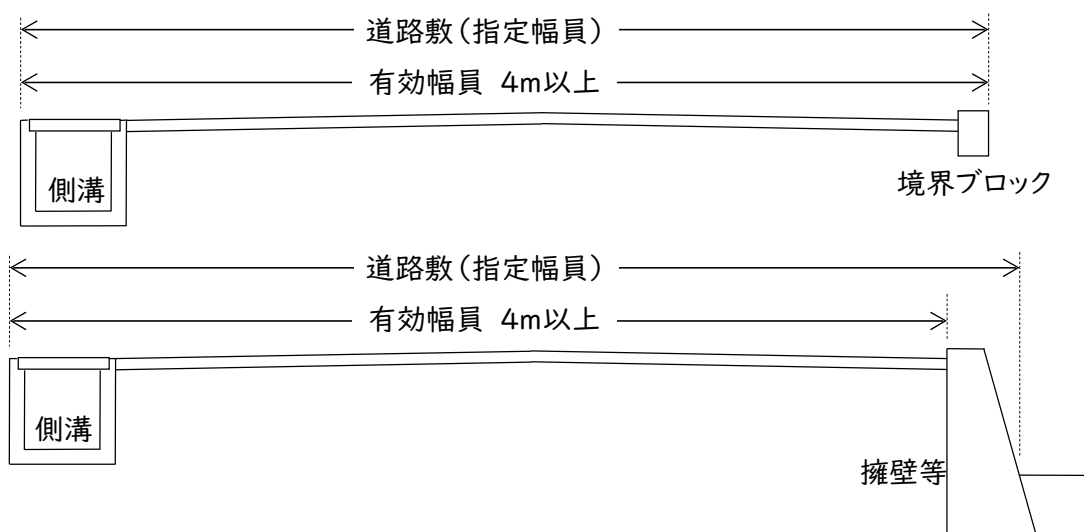 道路敷（指定幅員）
有効幅員 4m以上
側溝
境界ブロック
道路敷（指定幅員）
有効幅員 4m以上
側溝
擁壁等